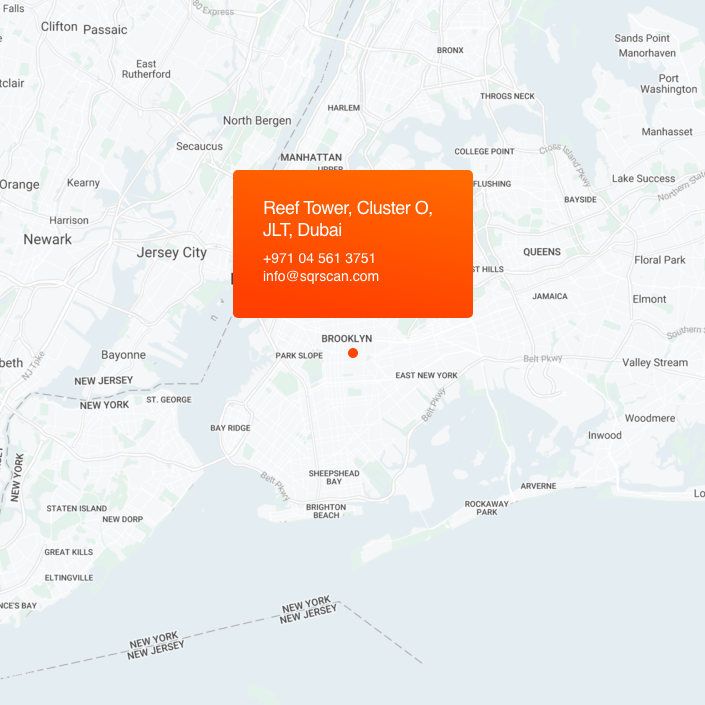 Falls
80 Express
Clifton
Passaic
BRONX
Sands Point
Manorhaven
East
Rutherford
tclair
Port
Washington
THROGS NECK
HARLEM
North Bergen
Manhasset
Secaucus
MANHATTAN
UPPER
COLLEGE POINT
Cross Island Pkwy
Orange
Kearny
FLUSHING
Lake Success
Northern State
BAYSIDE
Reef Tower, Cluster O,
JLT, Dubai
+971 04 561 3751
info@sqrscan.com
Harrison
Newark
Jersey City
QUEENS
Floral Park
ST HILLS
JAMAICA
Elmont
n
Southern S
BROOKLYN
PARK SLOPE
Bayonne
beth
NJ Tpke
Belt Pkwy
Valley Stream
EAST NEW YORK
NEW JERSEY
NEW YORK
ST. GEORGE
Belt Pkwy
BAY RIDGE
Woodmere
Inwood
NEW YORK
SHEEPSHEAD
BAY
Belt Pkwy
ARVERNE
Lo
STATEN ISLAND
NEW DORP
BRIGHTON
BEACH
ROCKAWAY
PARK
GREAT KILLS
ELTINGVILLE
NCE'S BAY
NEW YORK
NEW JERSEY
NEW YORK
NEW JERSEY